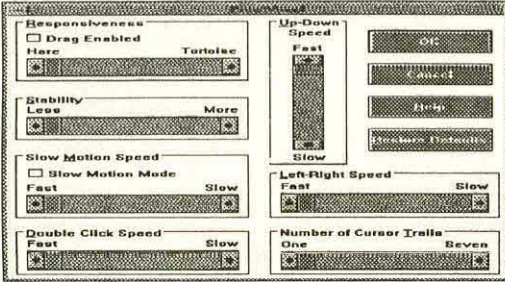 Responsiveness
Drag Enabled
Hare Tortoise
Stability
Less More
Slow Motion Speed
Slow Motion Mode
Fast Slow
Double Click Speed
Fast Slow
Up-Down
Speed
Fast
Slow
OK
Cancel
Help
Restore Defaults
Left-Right Speed
Fast Slow
Number of Cursor Trails
One Seven